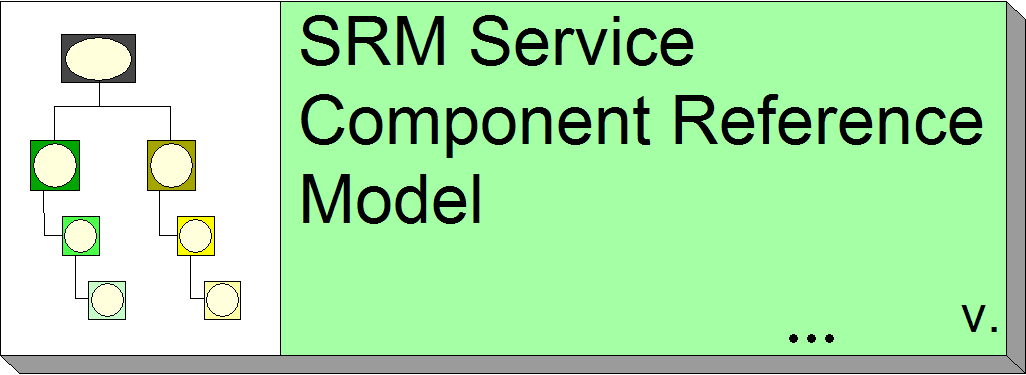 SRM Service
Component Reference
Model
...
v.